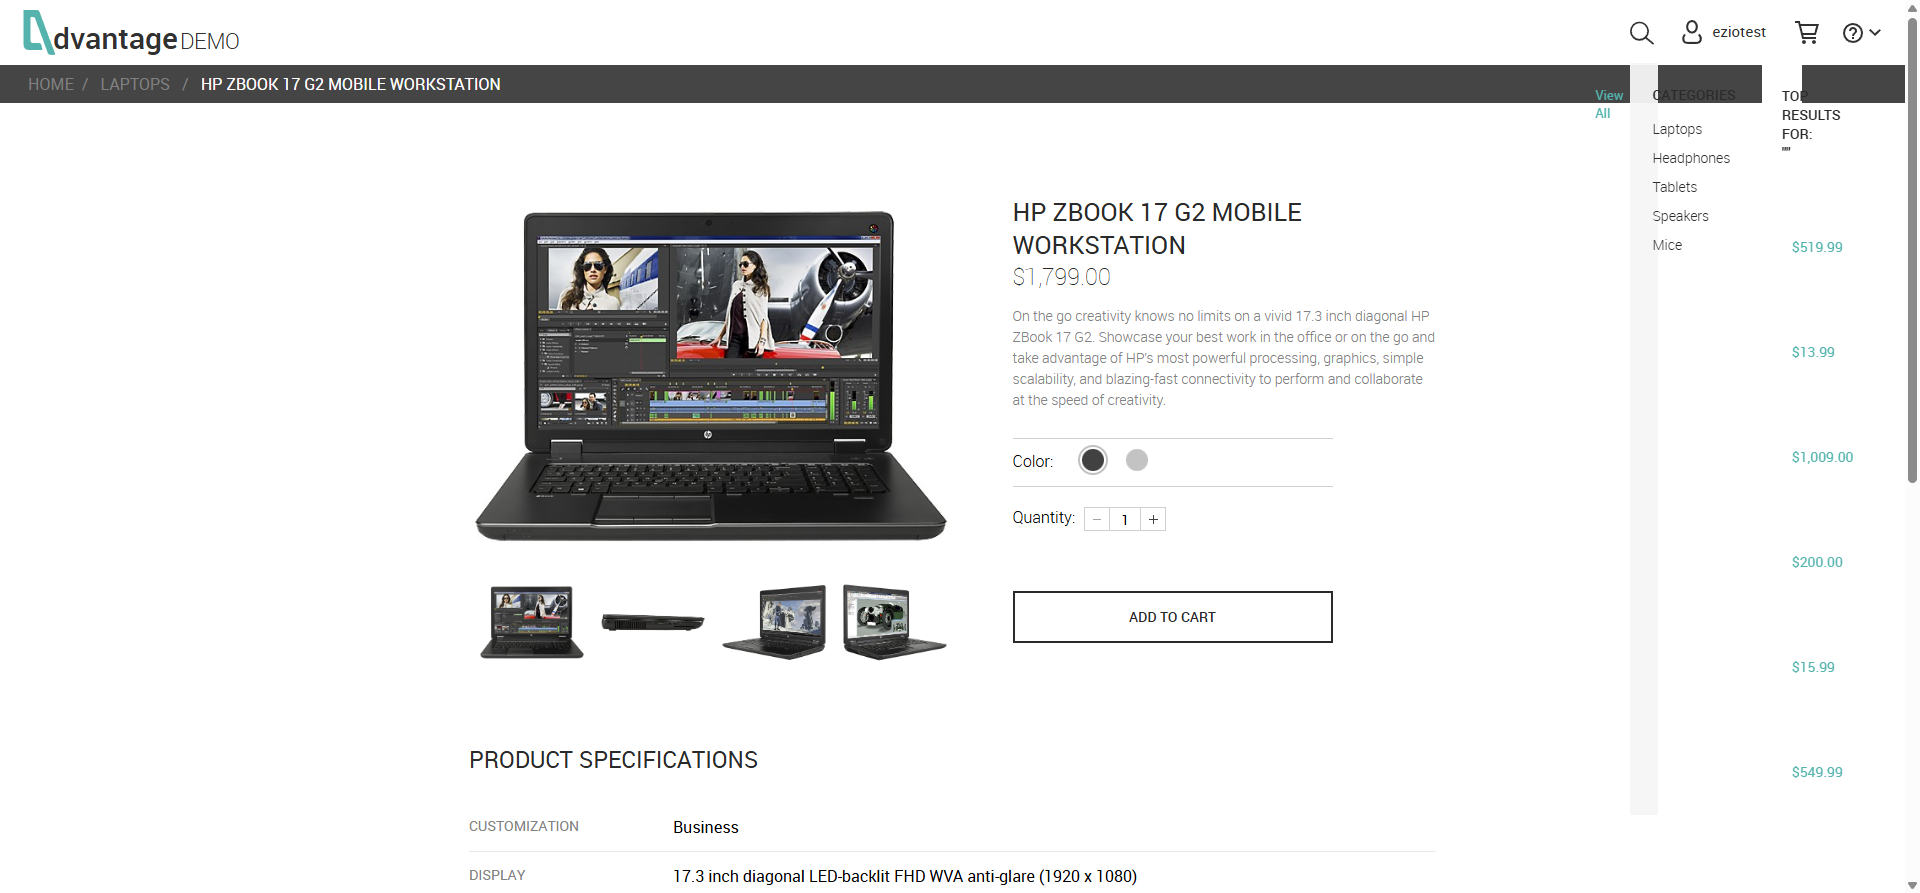 dvantage DEMO
eziotest
HOME / LAPTOPS / HP ZBOOK 17 G2 MOBILE WORKSTATION
View
All
CATEGORIES
Laptops
Headphones
Tablets
Speakers
Mice
TOP
RESULTS
FOR:
""
$519.99
$13.99
$1,009.00
$200.00
$15.99
$549.99
HP ZBOOK 17 G2 MOBILE
WORKSTATION
$1,799.00
On the go creativity knows no limits on a vivid 17.3 inch diagonal HP
ZBook 17 G2. Showcase your best work in the office or on the go and
take advantage of HP's most powerful processing, graphics, simple
scalability, and blazing-fast connectivity to perform and collaborate
at the speed of creativity.
Color:
Quantity: − 1 +
ADD TO CART
PRODUCT SPECIFICATIONS
CUSTOMIZATION Business
DISPLAY 17.3 inch diagonal LED-backlit FHD WVA anti-glare (1920 x 1080)